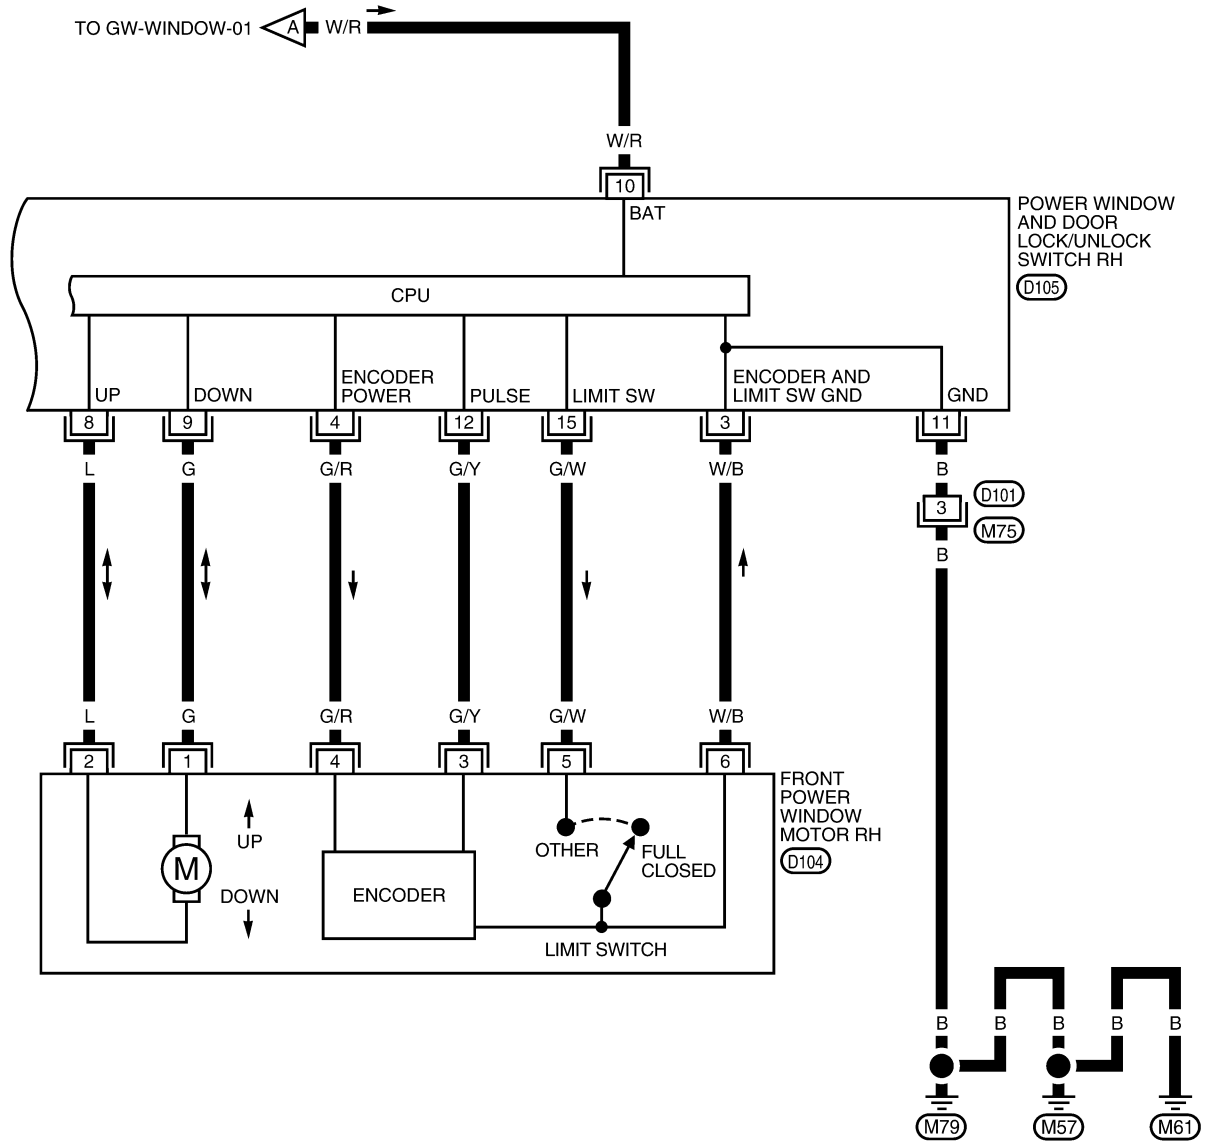 TO GW-WINDOW-01 A W/R
W/R
10
BAT
POWER WINDOW
AND DOOR
LOCK/UNLOCK
SWITCH RH
D105
CPU
UP
DOWN
ENCODER
POWER
PULSE
LIMIT SW
ENCODER AND
LIMIT SW GND
GND
8 9 4 12 15 3 11
L G G/R G/Y G/W W/B B
3
D101
M75
B
L G G/R G/Y G/W W/B
2 1 4 3 5 6
FRONT
POWER
WINDOW
MOTOR RH
D104
M
UP
DOWN
ENCODER
OTHER
FULL
CLOSED
LIMIT SWITCH
B B B B B
M79 M57 M61